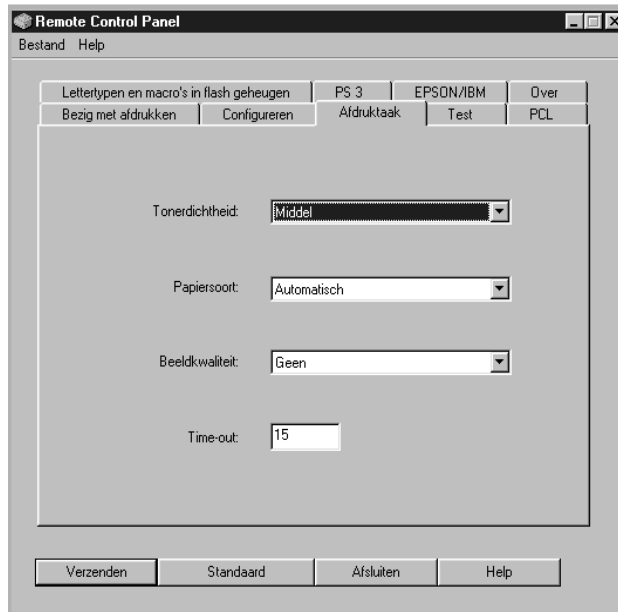 Remote Control Panel
Bestand Help
Lettertypen en macro's in flash geheugen PS 3 EPSON/IBM Over
Bezig met afdrukken Configureren Afdruktaak Test PCL
Tonerdichtheid: Middel
Papiersoort: Automatisch
Beeldkwaliteit: Geen
Time-out: 15
Verzenden Standaard Afsluiten Help